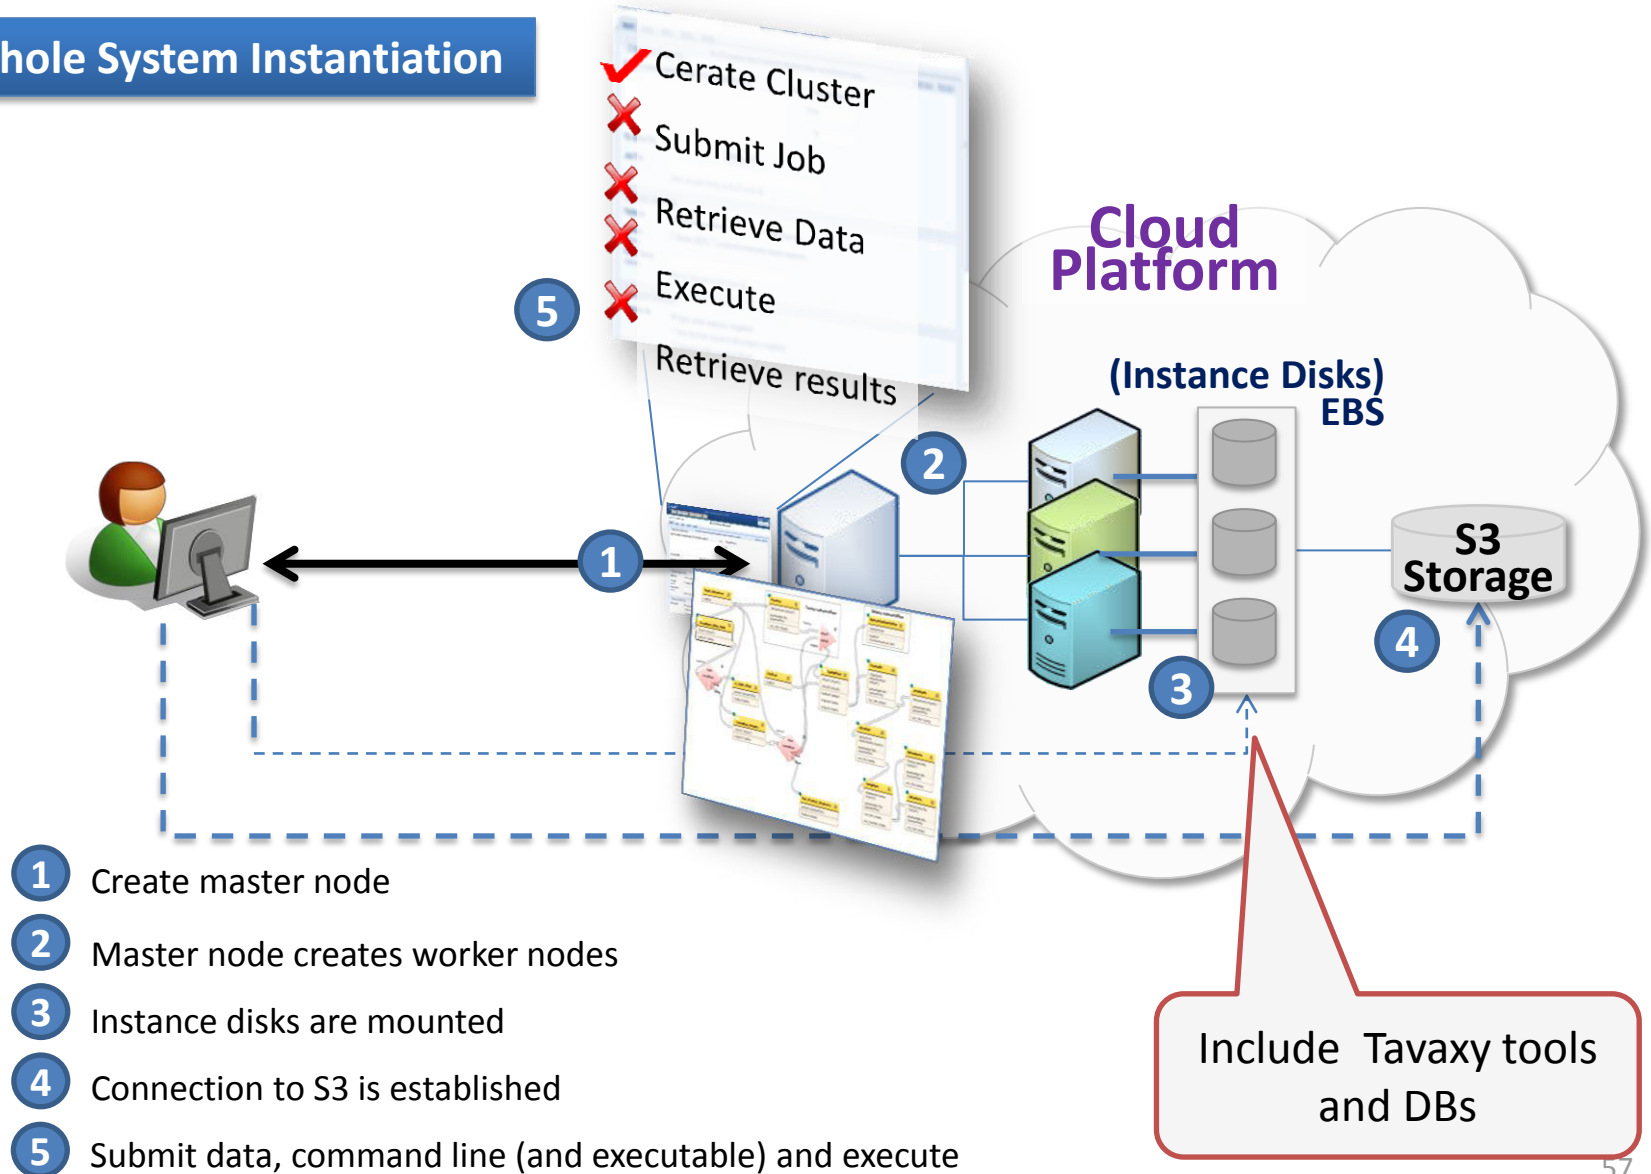 hole System Instantiation
Cerate Cluster
Submit Job
Retrieve Data
Execute
Retrieve results
5
Cloud
Platform
(Instance Disks)
EBS
2
1
S3
Storage
4
3
1 Create master node
2 Master node creates worker nodes
3 Instance disks are mounted
4 Connection to S3 is established
5 Submit data, command line (and executable) and execute
Include Tavaxy tools
and DBs
57